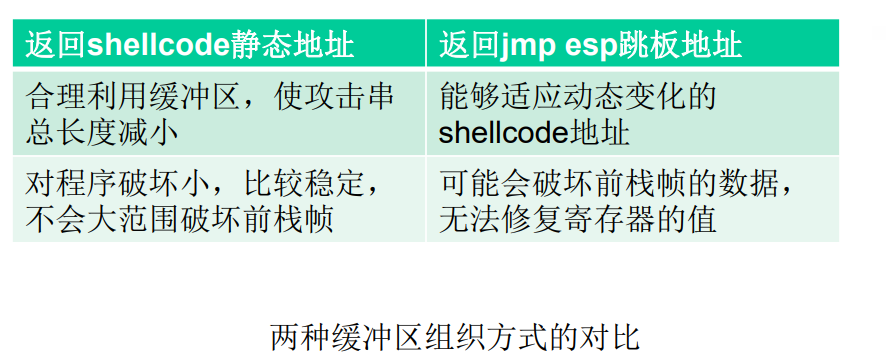 返回shellcode静态地址
返回jmp esp跳板地址
合理利用缓冲区，使攻击串
总长度减小
能够适应动态变化的
shellcode地址
对程序破坏小，比较稳定，
不会大范围破坏前栈帧
可能会破坏前栈帧的数据，
无法修复寄存器的值
两种缓冲区组织方式的对比